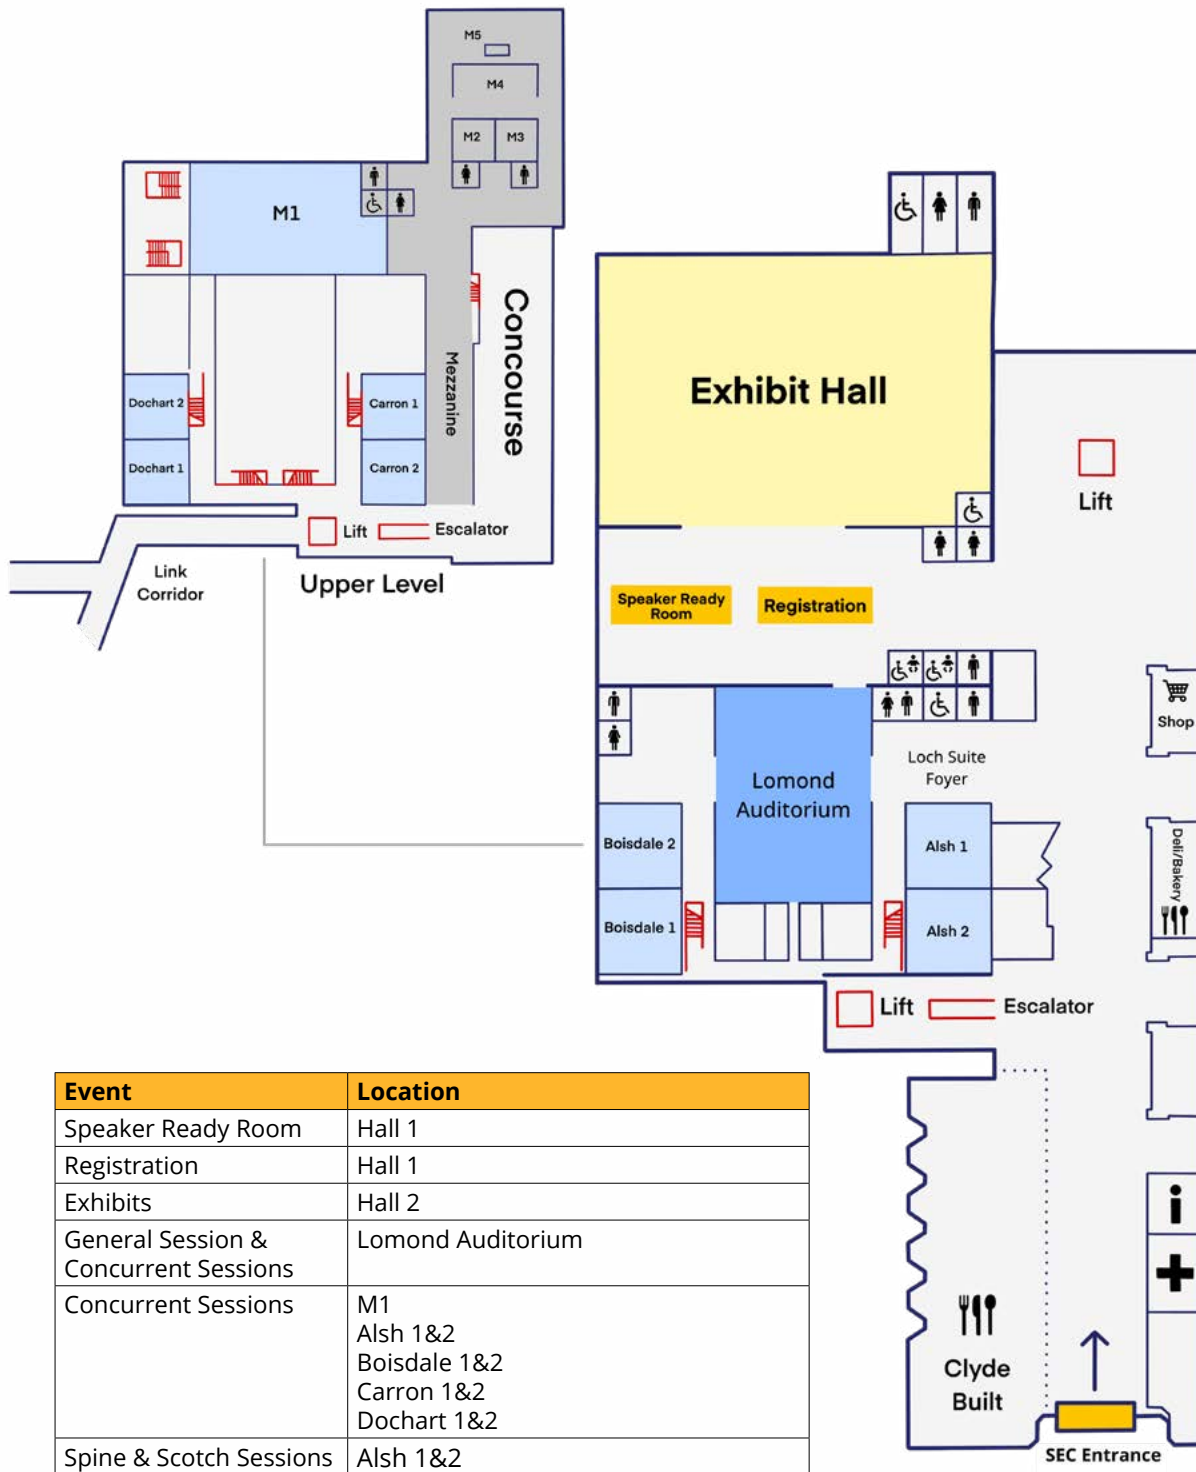 M5
M4
M2
M3
M1
Concourse
Mezzanine
Dochart 2
Carron 1
Dochart 1
Carron 2
Lift
Escalator
Link
Corridor
Upper Level
Exhibit Hall
Lift
Speaker Ready
Room
Registration
Shop
Loch Suite
Foyer
Lomond
Auditorium
Boisdale 2
Alsh 1
Deli/Bakery
Boisdale 1
Alsh 2
Lift
Escalator
Event Location
Speaker Ready Room Hall 1
Registration Hall 1
Exhibits Hall 2
General Session & Lomond Auditorium
Concurrent Sessions
Concurrent Sessions M1
Alsh 1&2
Boisdale 1&2
Carron 1&2
Dochart 1&2
Spine & Scotch Sessions Alsh 1&2
i
Clyde
Built
SEC Entrance